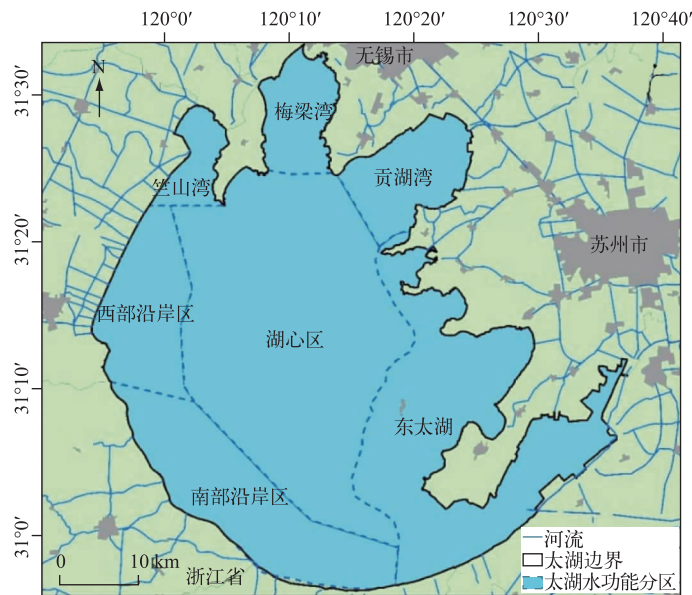 120°0′ 120°10′ 120°20′ 120°30′ 120°40′
31°30′
31°20′
31°10′
31°0′
N
无锡市
梅梁湾
贡湖湾
竺山湾
苏州市
西部沿岸区
湖心区
东太湖
南部沿岸区
浙江省
0 10 km
河流
太湖边界
太湖水功能分区